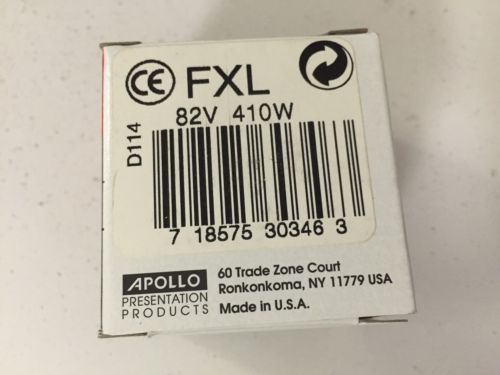 CE FXL
82V 410W
D114
7 18575 30346 3
APOLLO
PRESENTATION
PRODUCTS
60 Trade Zone Court
Ronkonkoma, NY 11779 USA
Made in U.S.A.